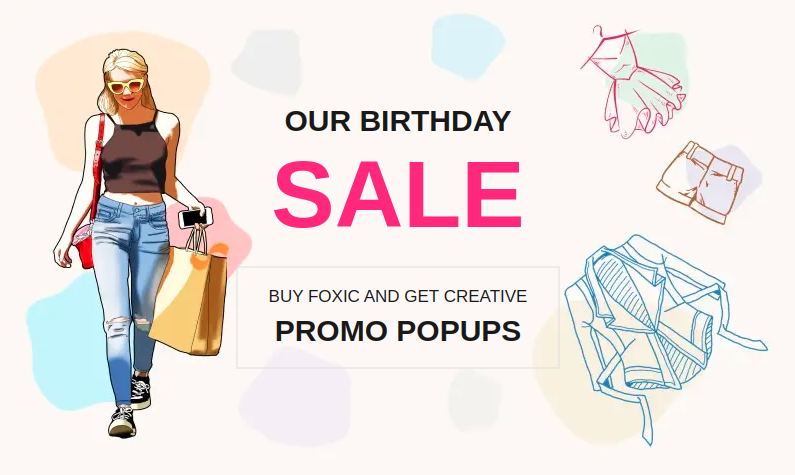 OUR BIRTHDAY
SALE
BUY FOXIC AND GET CREATIVE
PROMO POPUPS